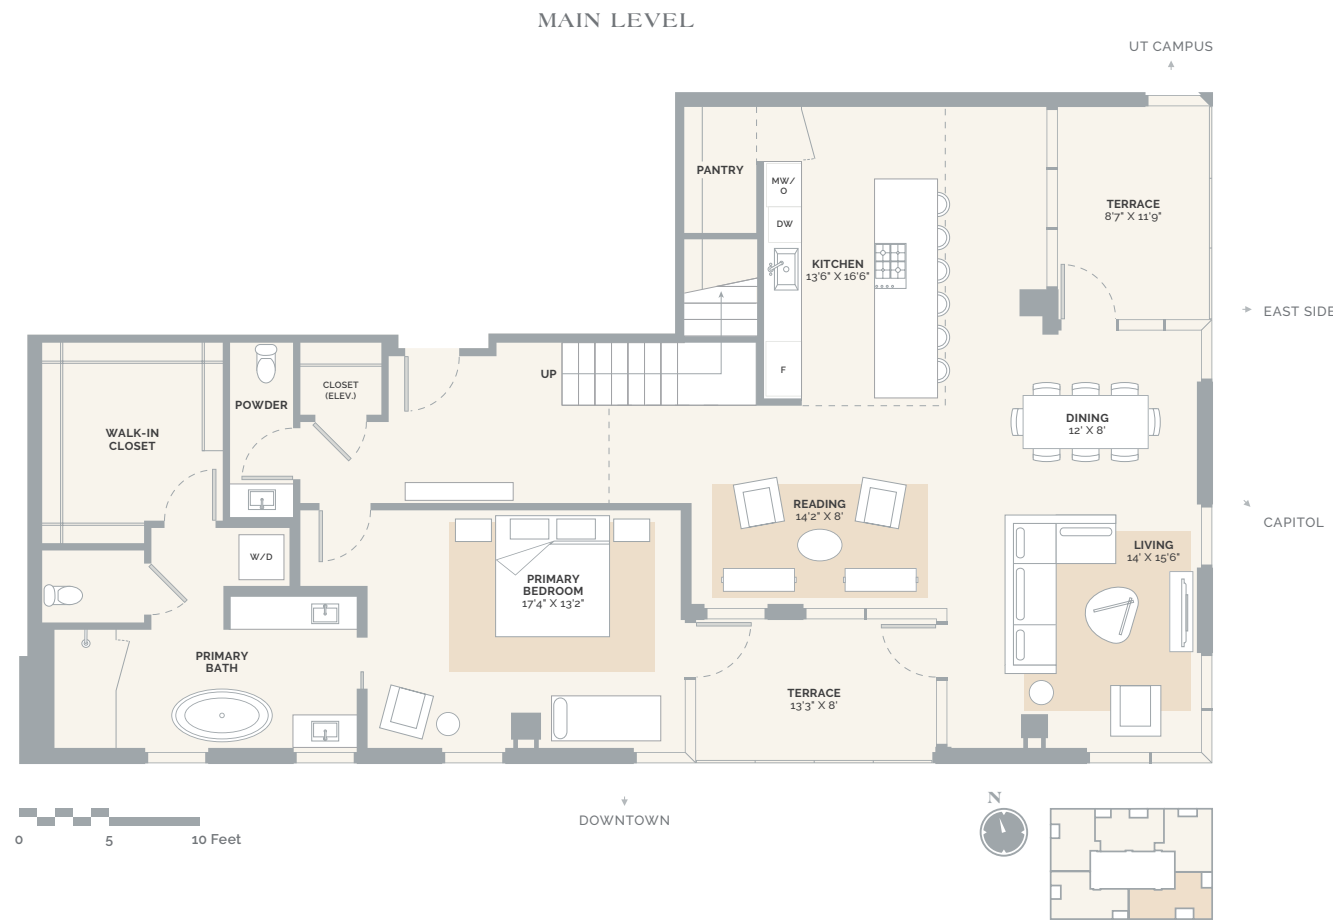 MAIN LEVEL
UT CAMPUS
PANTRY
MW/
O
DW
KITCHEN
13'6" X 16'6"
TERRACE
8'7" X 11'9"
EAST SIDE
F
UP
CLOSET
(ELEV.)
POWDER
WALK-IN
CLOSET
DINING
12' X 8'
READING
14'2" X 8'
CAPITOL
LIVING
14' X 15'6"
W/D
PRIMARY
BEDROOM
17'4" X 13'2"
PRIMARY
BATH
TERRACE
13'3" X 8'
DOWNTOWN
N
0 5 10 Feet